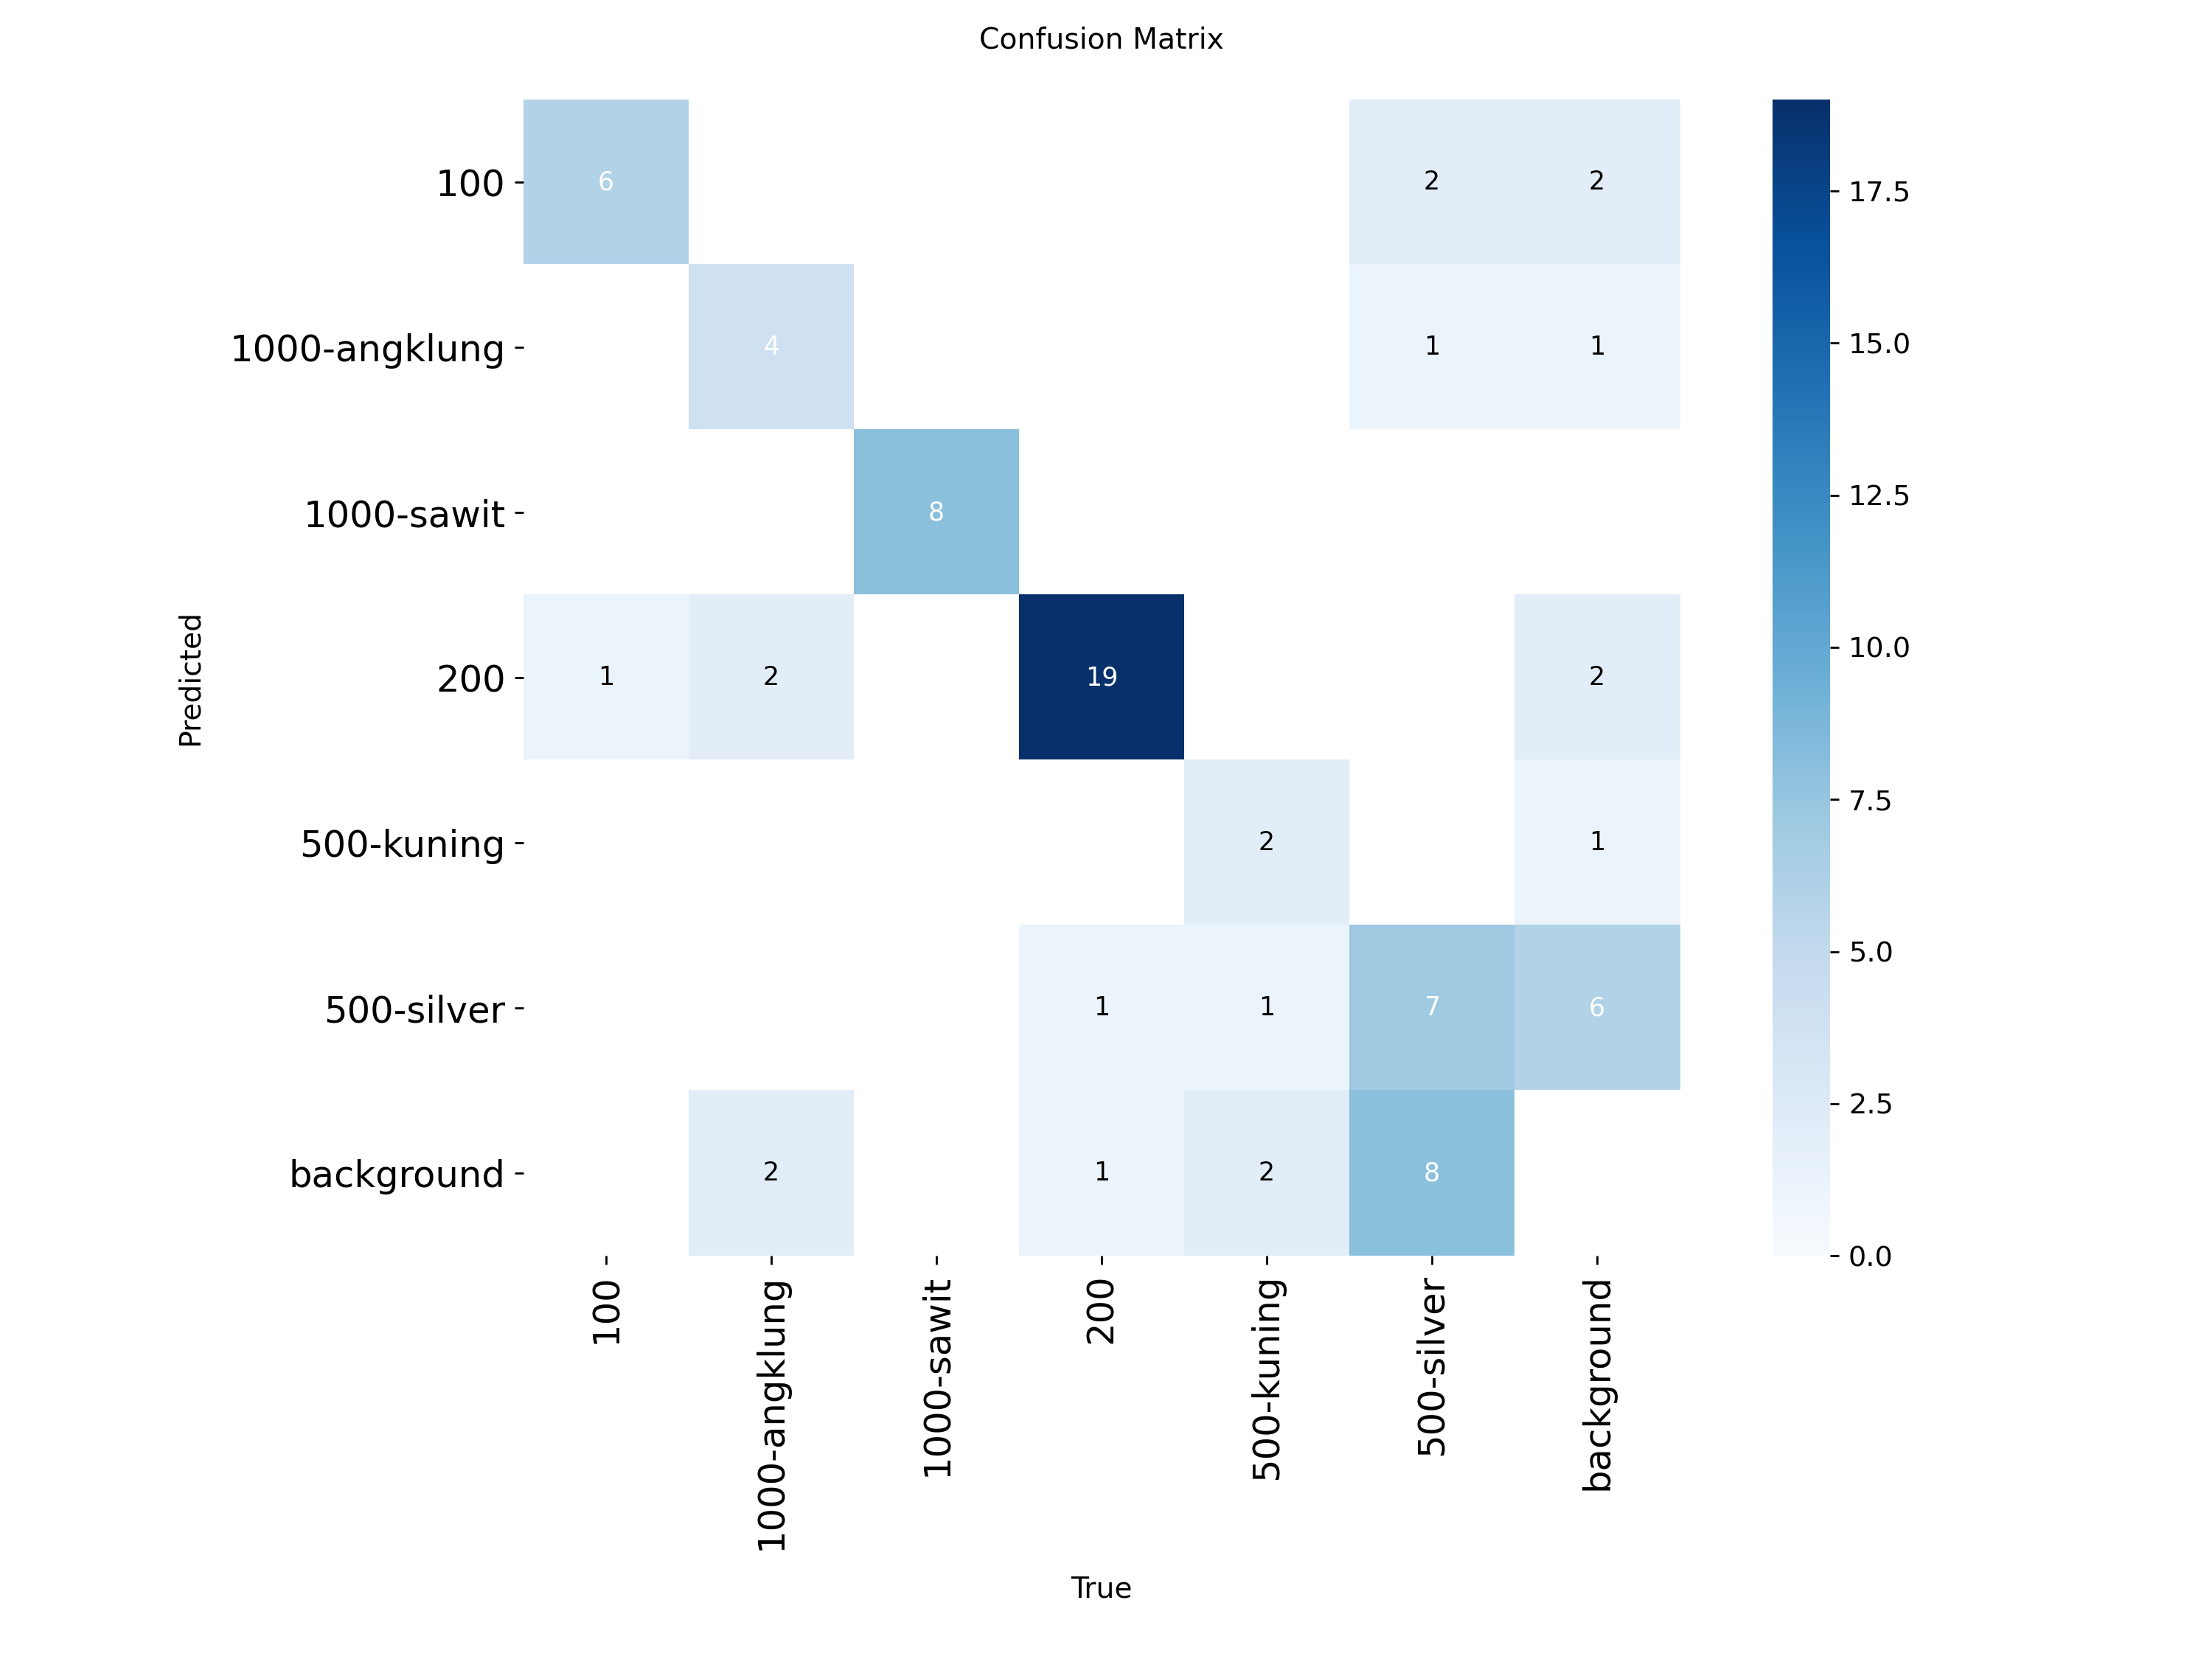 Confusion Matrix
100
6
2
2
17.5
1000-angklung
4
1
1
15.0
1000-sawit
8
12.5
Predicted
200
1
2
19
2
10.0
500-kuning
2
1
7.5
500-silver
1
1
7
6
5.0
background
2
1
2
8
2.5
0.0
100
1000-angklung
1000-sawit
200
500-kuning
500-silver
background
True